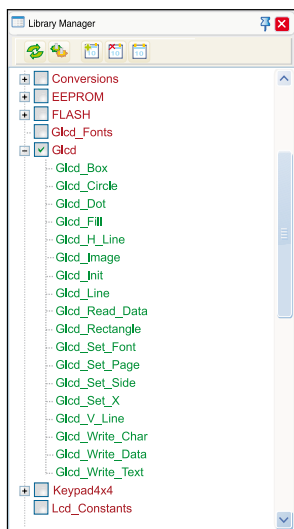 Library Manager
Conversions
EEPROM
FLASH
Glcd_Fonts
Glcd
Glcd_Box
Glcd_Circle
Glcd_Dot
Glcd_Fill
Glcd_H_Line
Glcd_Image
Glcd_Init
Glcd_Line
Glcd_Read_Data
Glcd_Rectangle
Glcd_Set_Font
Glcd_Set_Page
Glcd_Set_Side
Glcd_Set_X
Glcd_V_Line
Glcd_Write_Char
Glcd_Write_Data
Glcd_Write_Text
Keypad4x4
Lcd_Constants